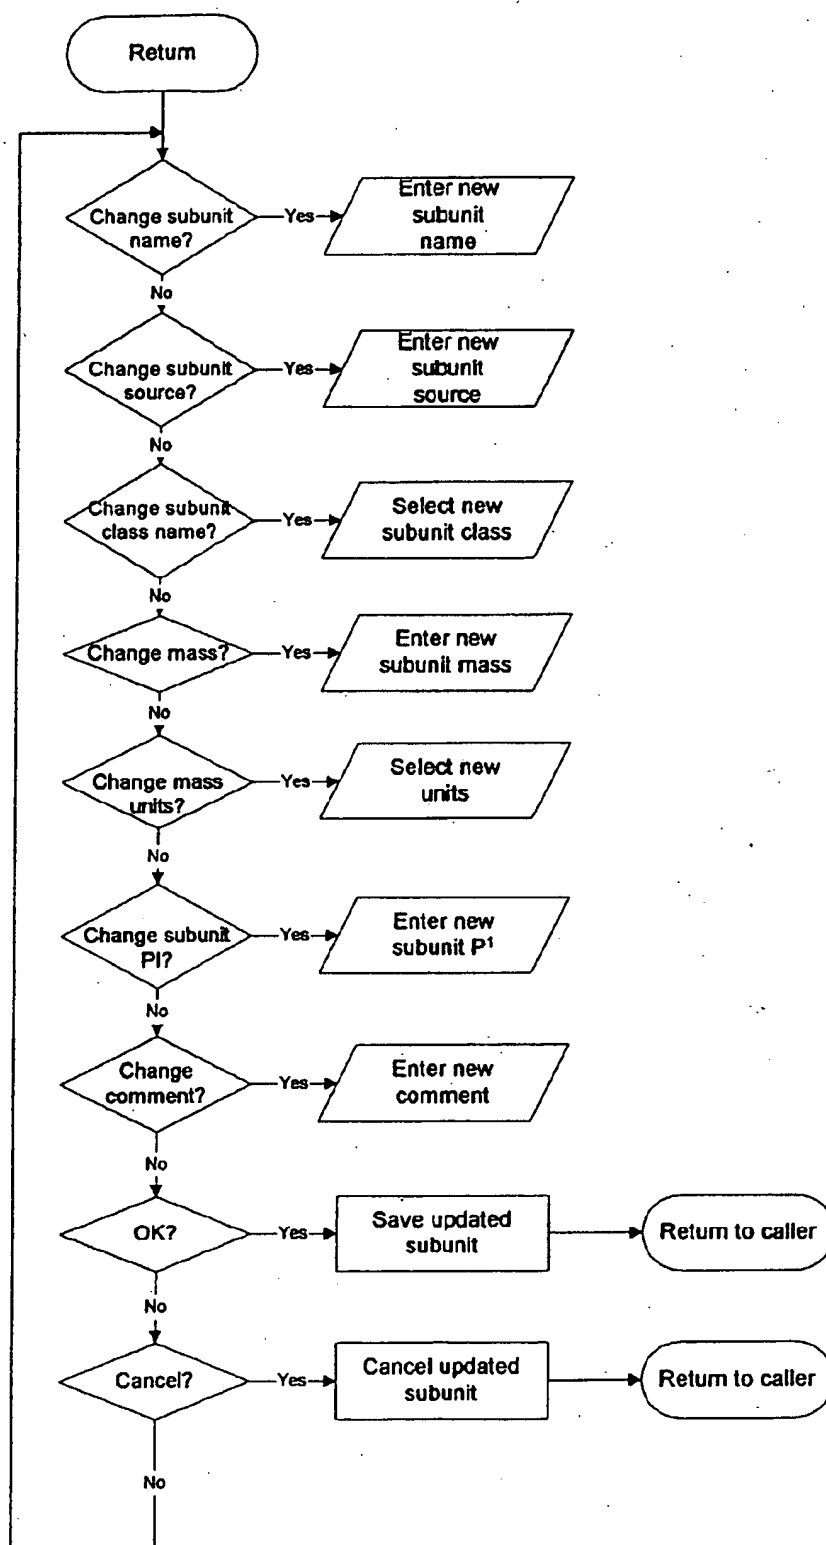 Return
Change subunit
name?
Yes
Enter new
subunit
name
No
Change subunit
source?
Yes
Enter new
subunit
source
No
Change subunit
class name?
Yes
Select new
subunit class
No
Change mass?
Yes
Enter new
subunit mass
No
Change mass
units?
Yes
Select new
units
No
Change subunit
PI?
Yes
Enter new
subunit P¹
No
Change
comment?
Yes
Enter new
comment
No
OK?
Yes
Save updated
subunit
Return to caller
No
Cancel?
Yes
Cancel updated
subunit
Return to caller
No